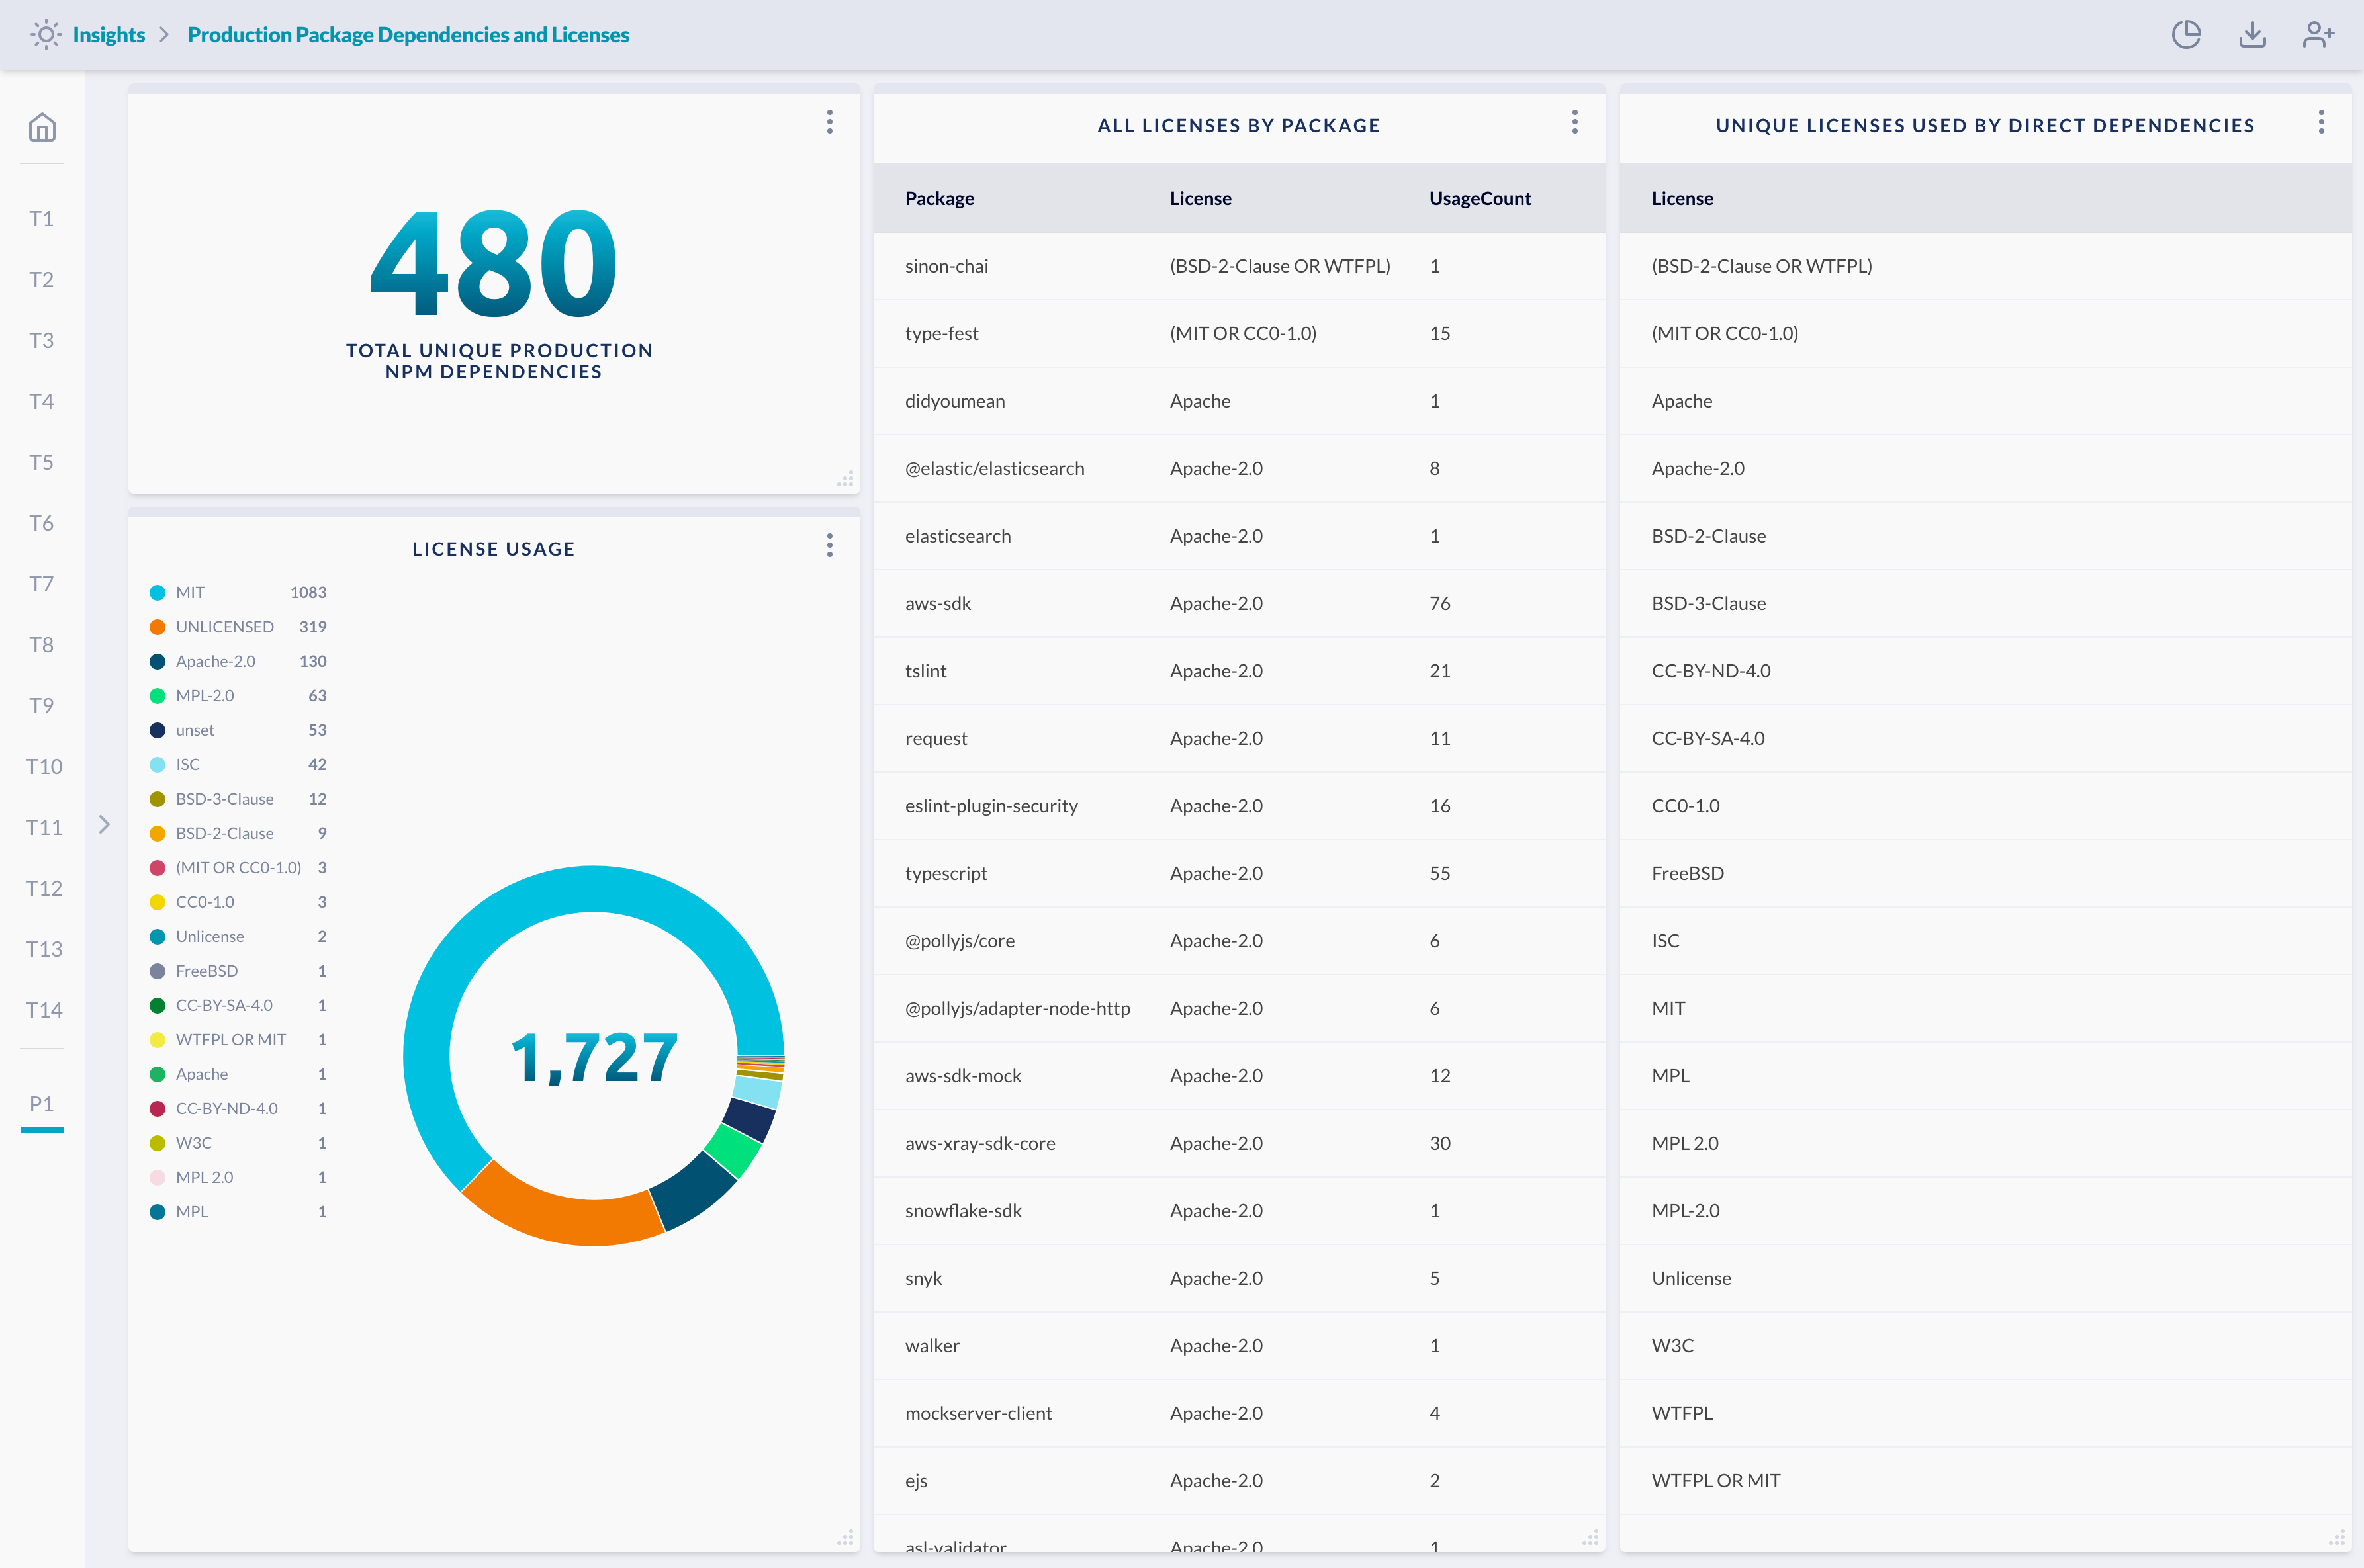 Insights > Production Package Dependencies and Licenses
T1
T2
T3
T4
T5
T6
T7
T8
T9
T10
T11
T12
T13
T14
P1
480
TOTAL UNIQUE PRODUCTION
NPM DEPENDENCIES
LICENSE USAGE
MIT 1083
UNLICENSED 319
Apache-2.0 130
MPL-2.0 63
unset 53
ISC 42
BSD-3-Clause 12
BSD-2-Clause 9
(MIT OR CC0-1.0) 3
CC0-1.0 3
Unlicense 2
FreeBSD 1
CC-BY-SA-4.0 1
WTFPL OR MIT 1
Apache 1
CC-BY-ND-4.0 1
W3C 1
MPL 2.0 1
MPL 1
1,727
ALL LICENSES BY PACKAGE
Package License UsageCount
sinon-chai (BSD-2-Clause OR WTFPL) 1
type-fest (MIT OR CC0-1.0) 15
didyoumean Apache 1
@elastic/elasticsearch Apache-2.0 8
elasticsearch Apache-2.0 1
aws-sdk Apache-2.0 76
tslint Apache-2.0 21
request Apache-2.0 11
eslint-plugin-security Apache-2.0 16
typescript Apache-2.0 55
@pollyjs/core Apache-2.0 6
@pollyjs/adapter-node-http Apache-2.0 6
aws-sdk-mock Apache-2.0 12
aws-xray-sdk-core Apache-2.0 30
snowflake-sdk Apache-2.0 1
snyk Apache-2.0 5
walker Apache-2.0 1
mockserver-client Apache-2.0 4
ejs Apache-2.0 2
asl-validator Apache-2.0 1
UNIQUE LICENSES USED BY DIRECT DEPENDENCIES
License
(BSD-2-Clause OR WTFPL)
(MIT OR CC0-1.0)
Apache
Apache-2.0
BSD-2-Clause
BSD-3-Clause
CC-BY-ND-4.0
CC-BY-SA-4.0
CC0-1.0
FreeBSD
ISC
MIT
MPL
MPL 2.0
MPL-2.0
Unlicense
W3C
WTFPL
WTFPL OR MIT